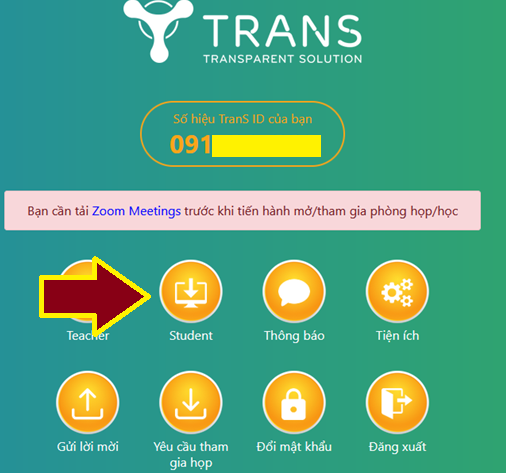 TRANS
TRANSPARENT SOLUTION
Số hiệu TranS ID của bạn
091
Bạn cần tải Zoom Meetings trước khi tiến hành mở/tham gia phòng họp/học
Teacher
Student
Thông báo
Tiện ích
Gửi lời mời
Yêu cầu tham
gia họp
Đổi mật khẩu
Đăng xuất